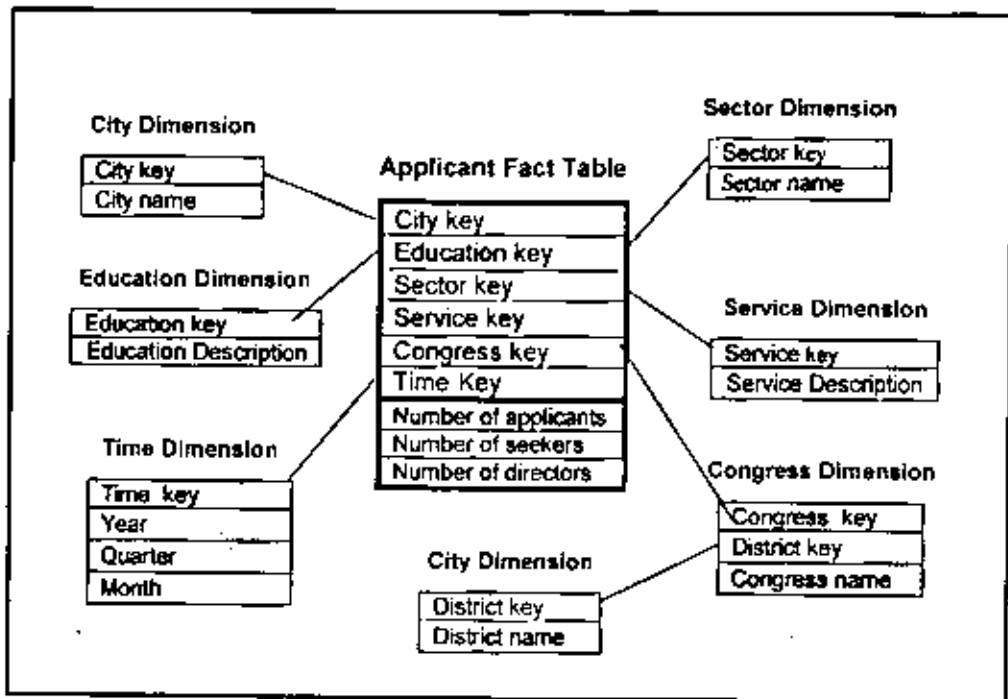 City Dimension
City key
City name
Education Dimension
Education key
Education Description
Time Dimension
Time key
Year
Quarter
Month
Applicant Fact Table
City key
Education key
Sector key
Service key
Congress key
Time Key
Number of applicants
Number of seekers
Number of directors
City Dimension
District key
District name
Sector Dimension
Sector key
Sector name
Service Dimension
Service key
Service Description
Congress Dimension
Congress key
District key
Congress name